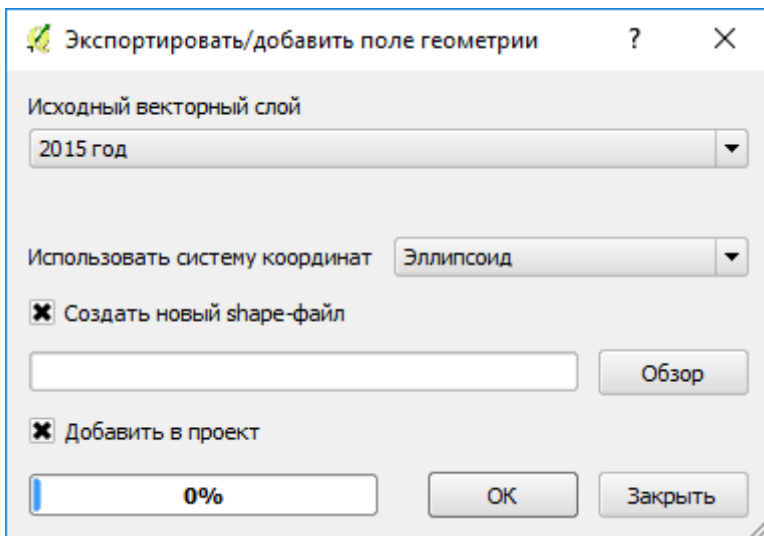 Экспортировать/добавить поле геометрии ?
Исходный векторный слой
2015 год
Использовать систему координат Эллипсоид
Создать новый shape-файл
Обзор
Добавить в проект
0% OK Закрыть